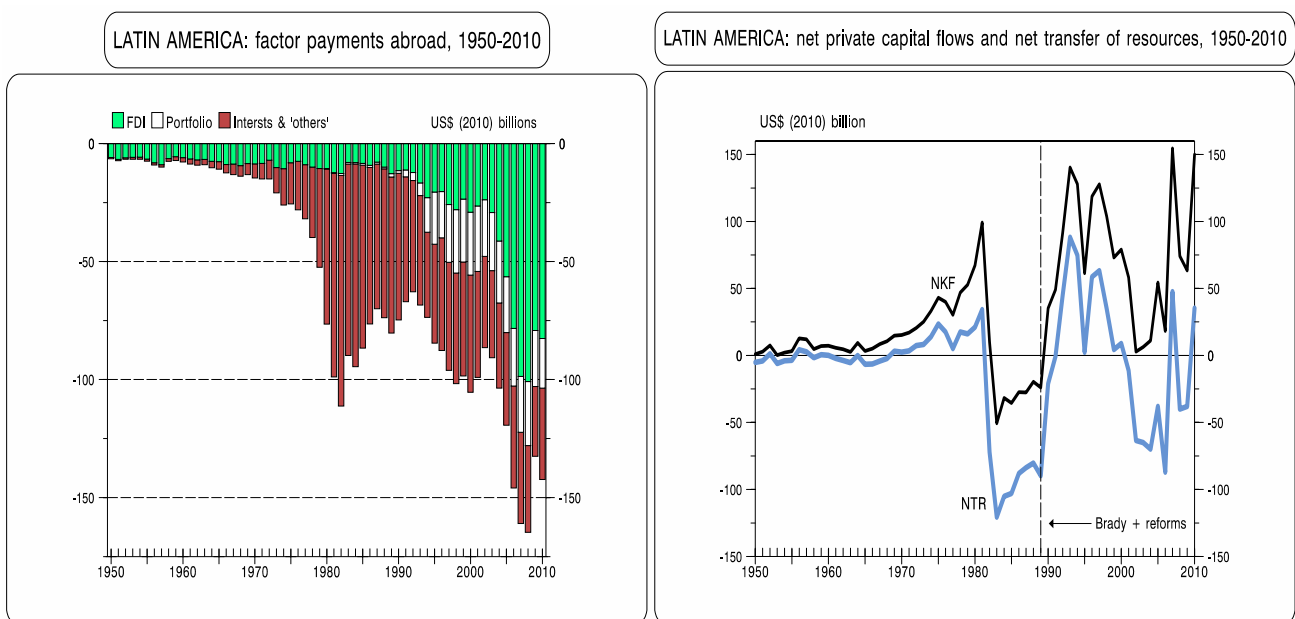 LATIN AMERICA: factor payments abroad, 1950-2010
FDI Portfolio Intersts & 'others' US$ (2010) billions
0 0
-50 -50
-100 -100
-150 -150
1950 1960 1970 1980 1990 2000 2010
LATIN AMERICA: net private capital flows and net transfer of resources, 1950-2010
US$ (2010) billion
150 150
100 100
NKF
50 50
0 0
-50 -50
-100 -100
NTR
Brady + reforms
-150 -150
1950 1960 1970 1980 1990 2000 2010